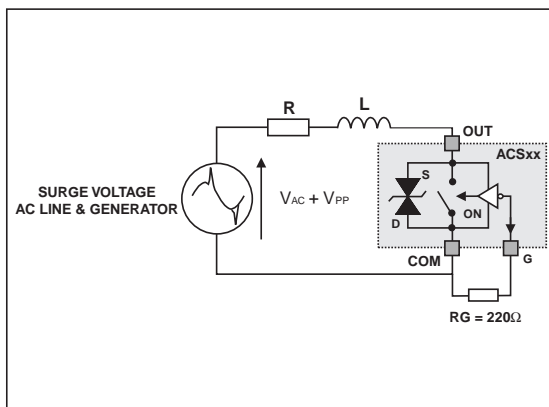 R
L
OUT
ACSxx
S
SURGE VOLTAGE
AC LINE & GENERATOR
VAC + VPP
ON
D
COM
G
RG = 220Ω